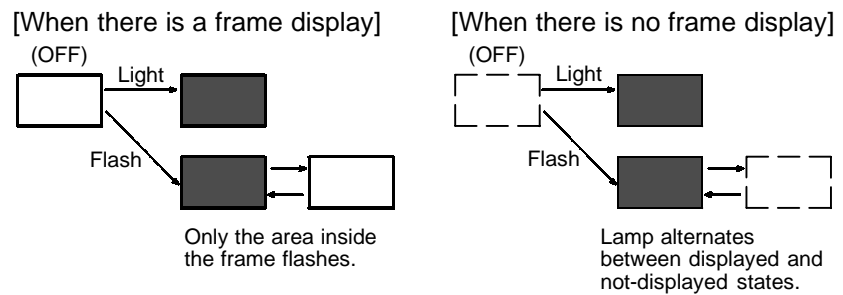 [When there is a frame display]
(OFF)
Light
Flash
Only the area inside
the frame flashes.
[When there is no frame display]
(OFF)
Light
Flash
Lamp alternates
between displayed and
not-displayed states.